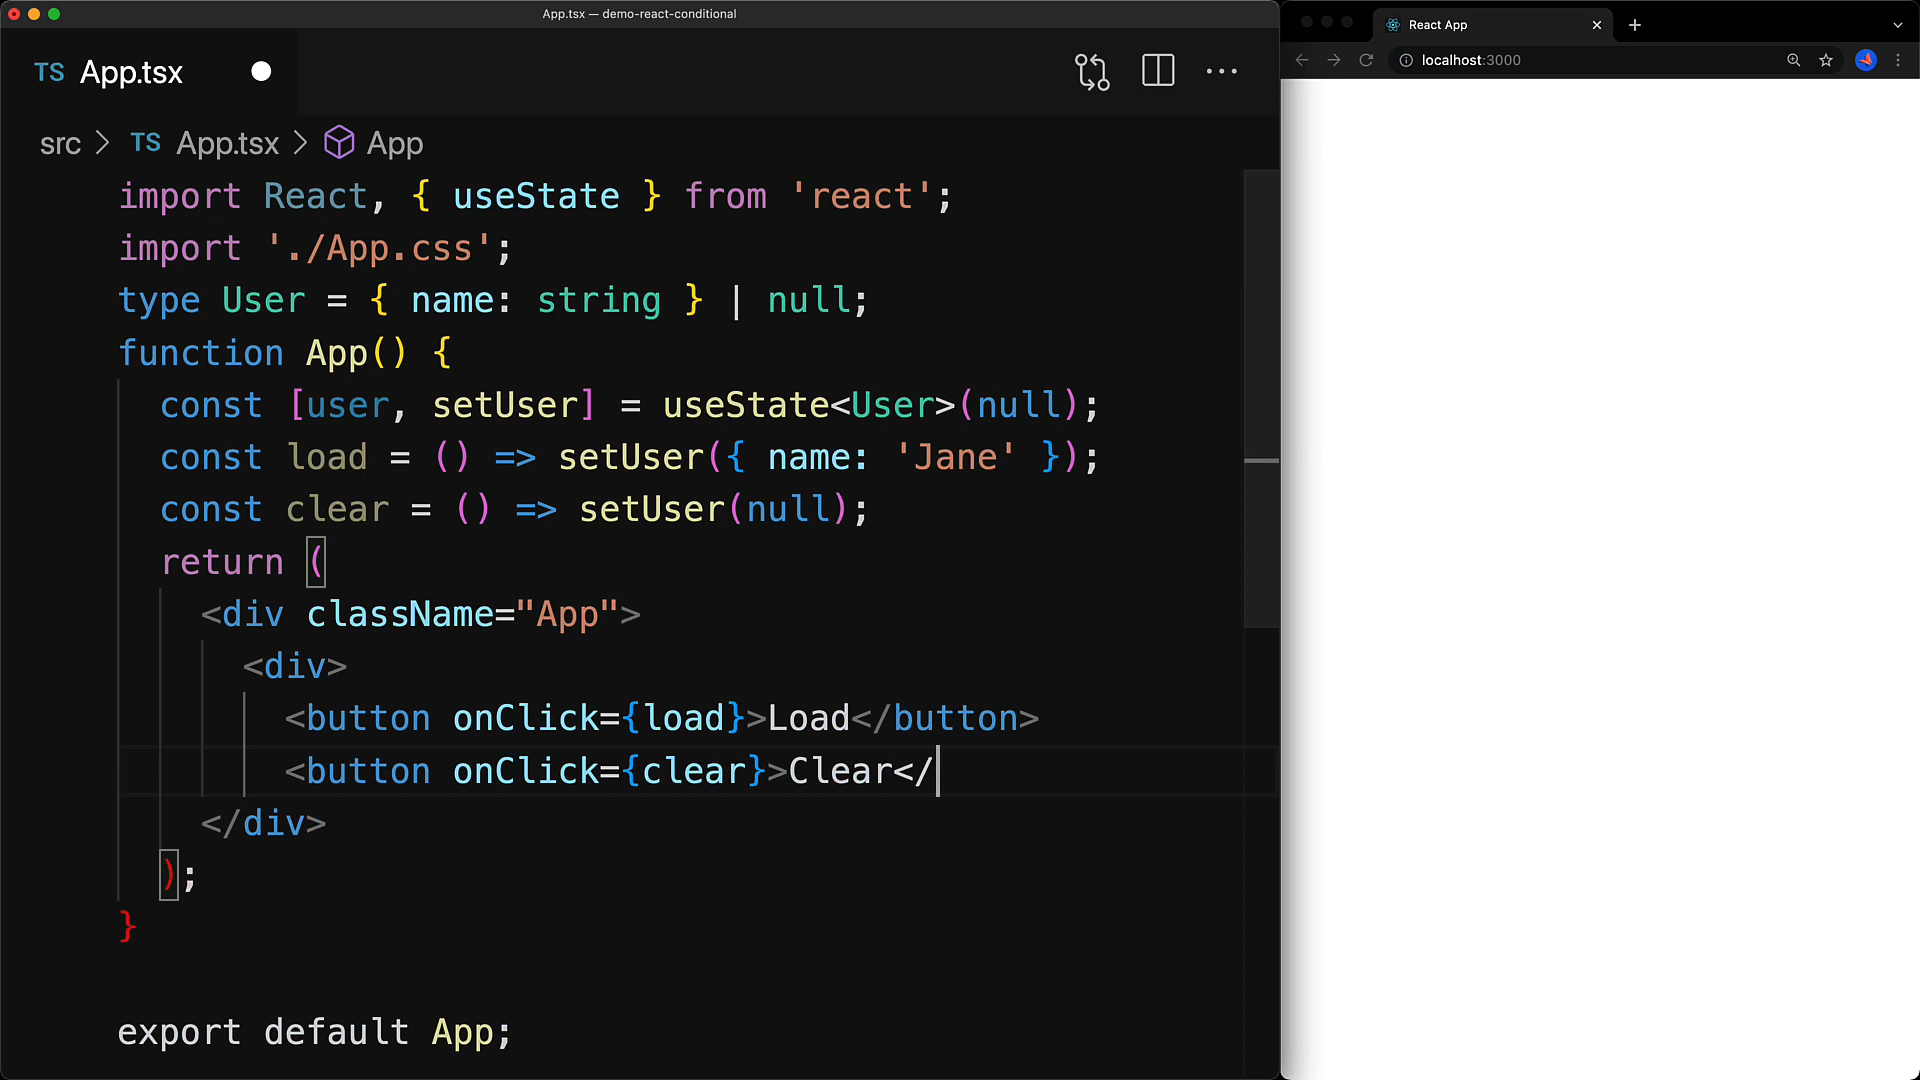 App.tsx — demo-react-conditional
TS App.tsx
src > TS App.tsx > App
import React, { useState } from 'react';
import './App.css';
type User = { name: string } | null;
function App() {
const [user, setUser] = useState<User>(null);
const load = () => setUser({ name: 'Jane' });
const clear = () => setUser(null);
return (
<div className="App">
<div>
<button onClick={load}>Load</button>
<button onClick={clear}>Clear</
</div>
);
}
export default App;
React App
localhost:3000